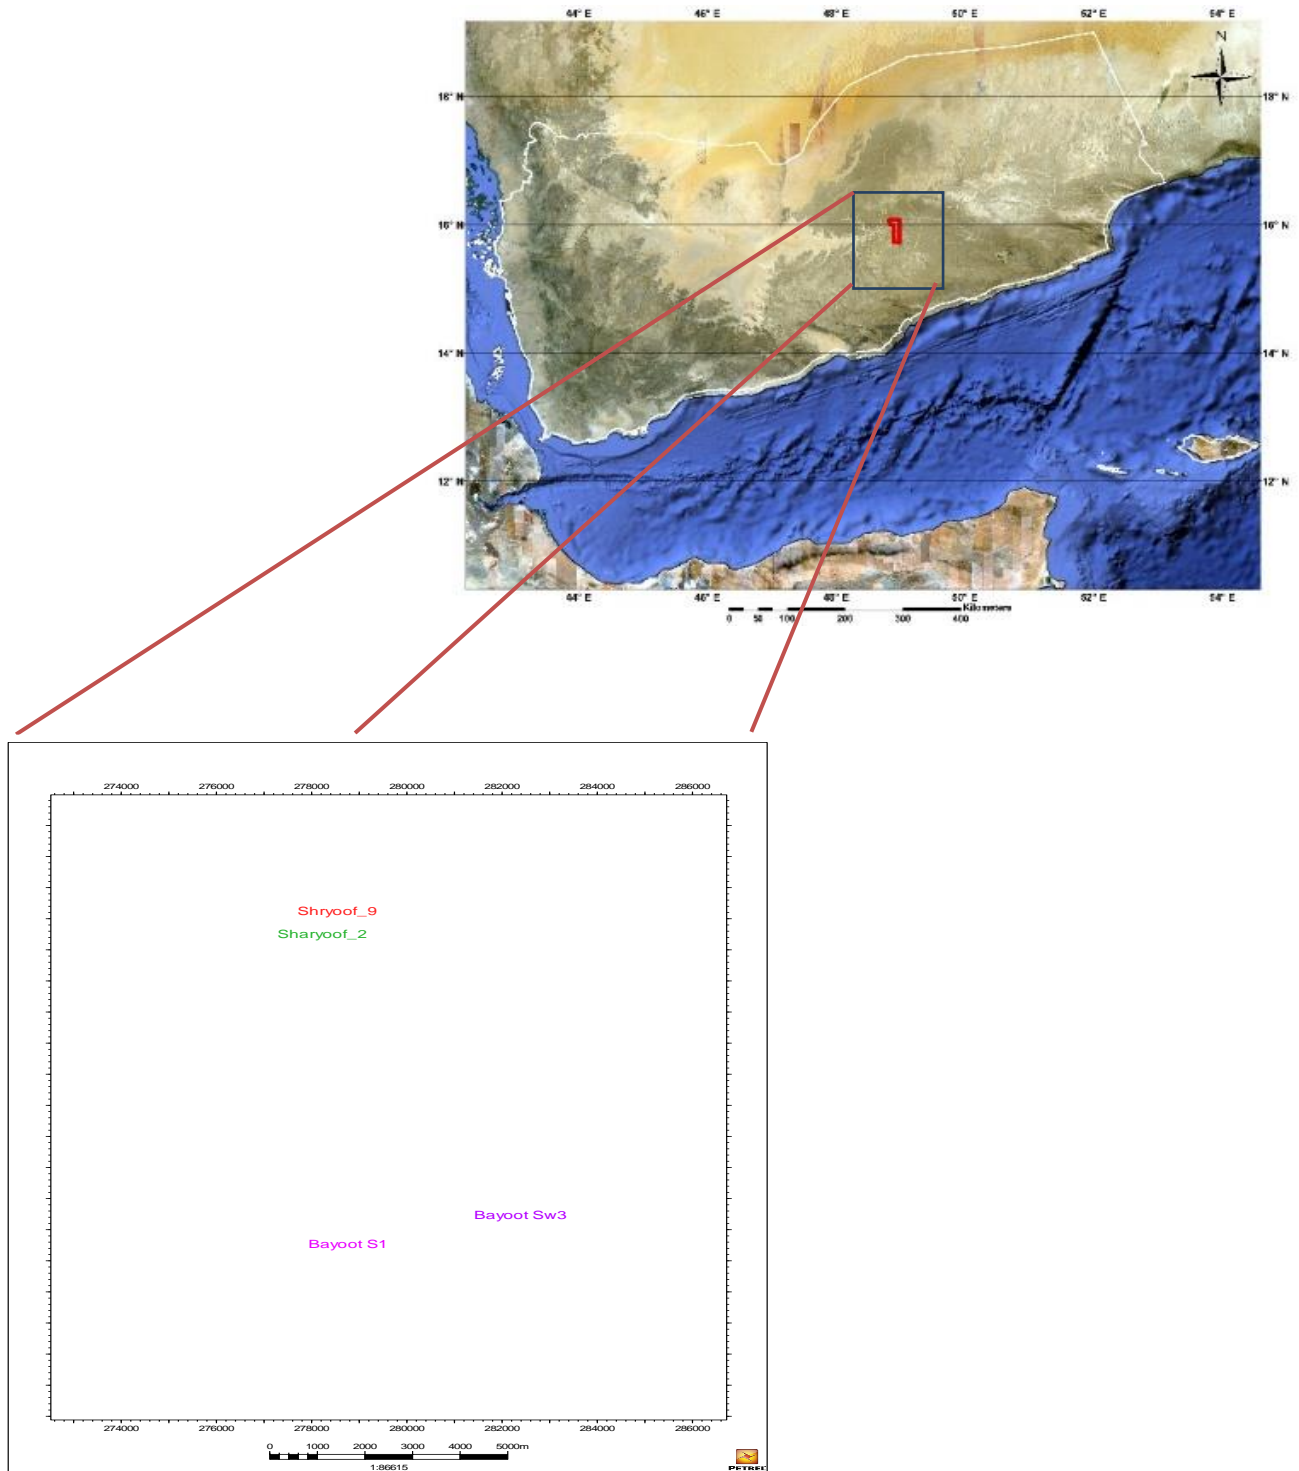 44° E 46° E 48° E 50° E 52° E 54° E
N
18° N 18° N
16° N 16° N
14° N 14° N
12° N 12° N
44° E 46° E 48° E 50° E 52° E 54° E
Kilometers
0 50 100 200 300 400
274000 276000 278000 280000 282000 284000 286000
Shryoof_9
Sharyoof_2
Bayoot Sw3
Bayoot S1
274000 276000 278000 280000 282000 284000 286000
0 1000 2000 3000 4000 5000m
1:86615